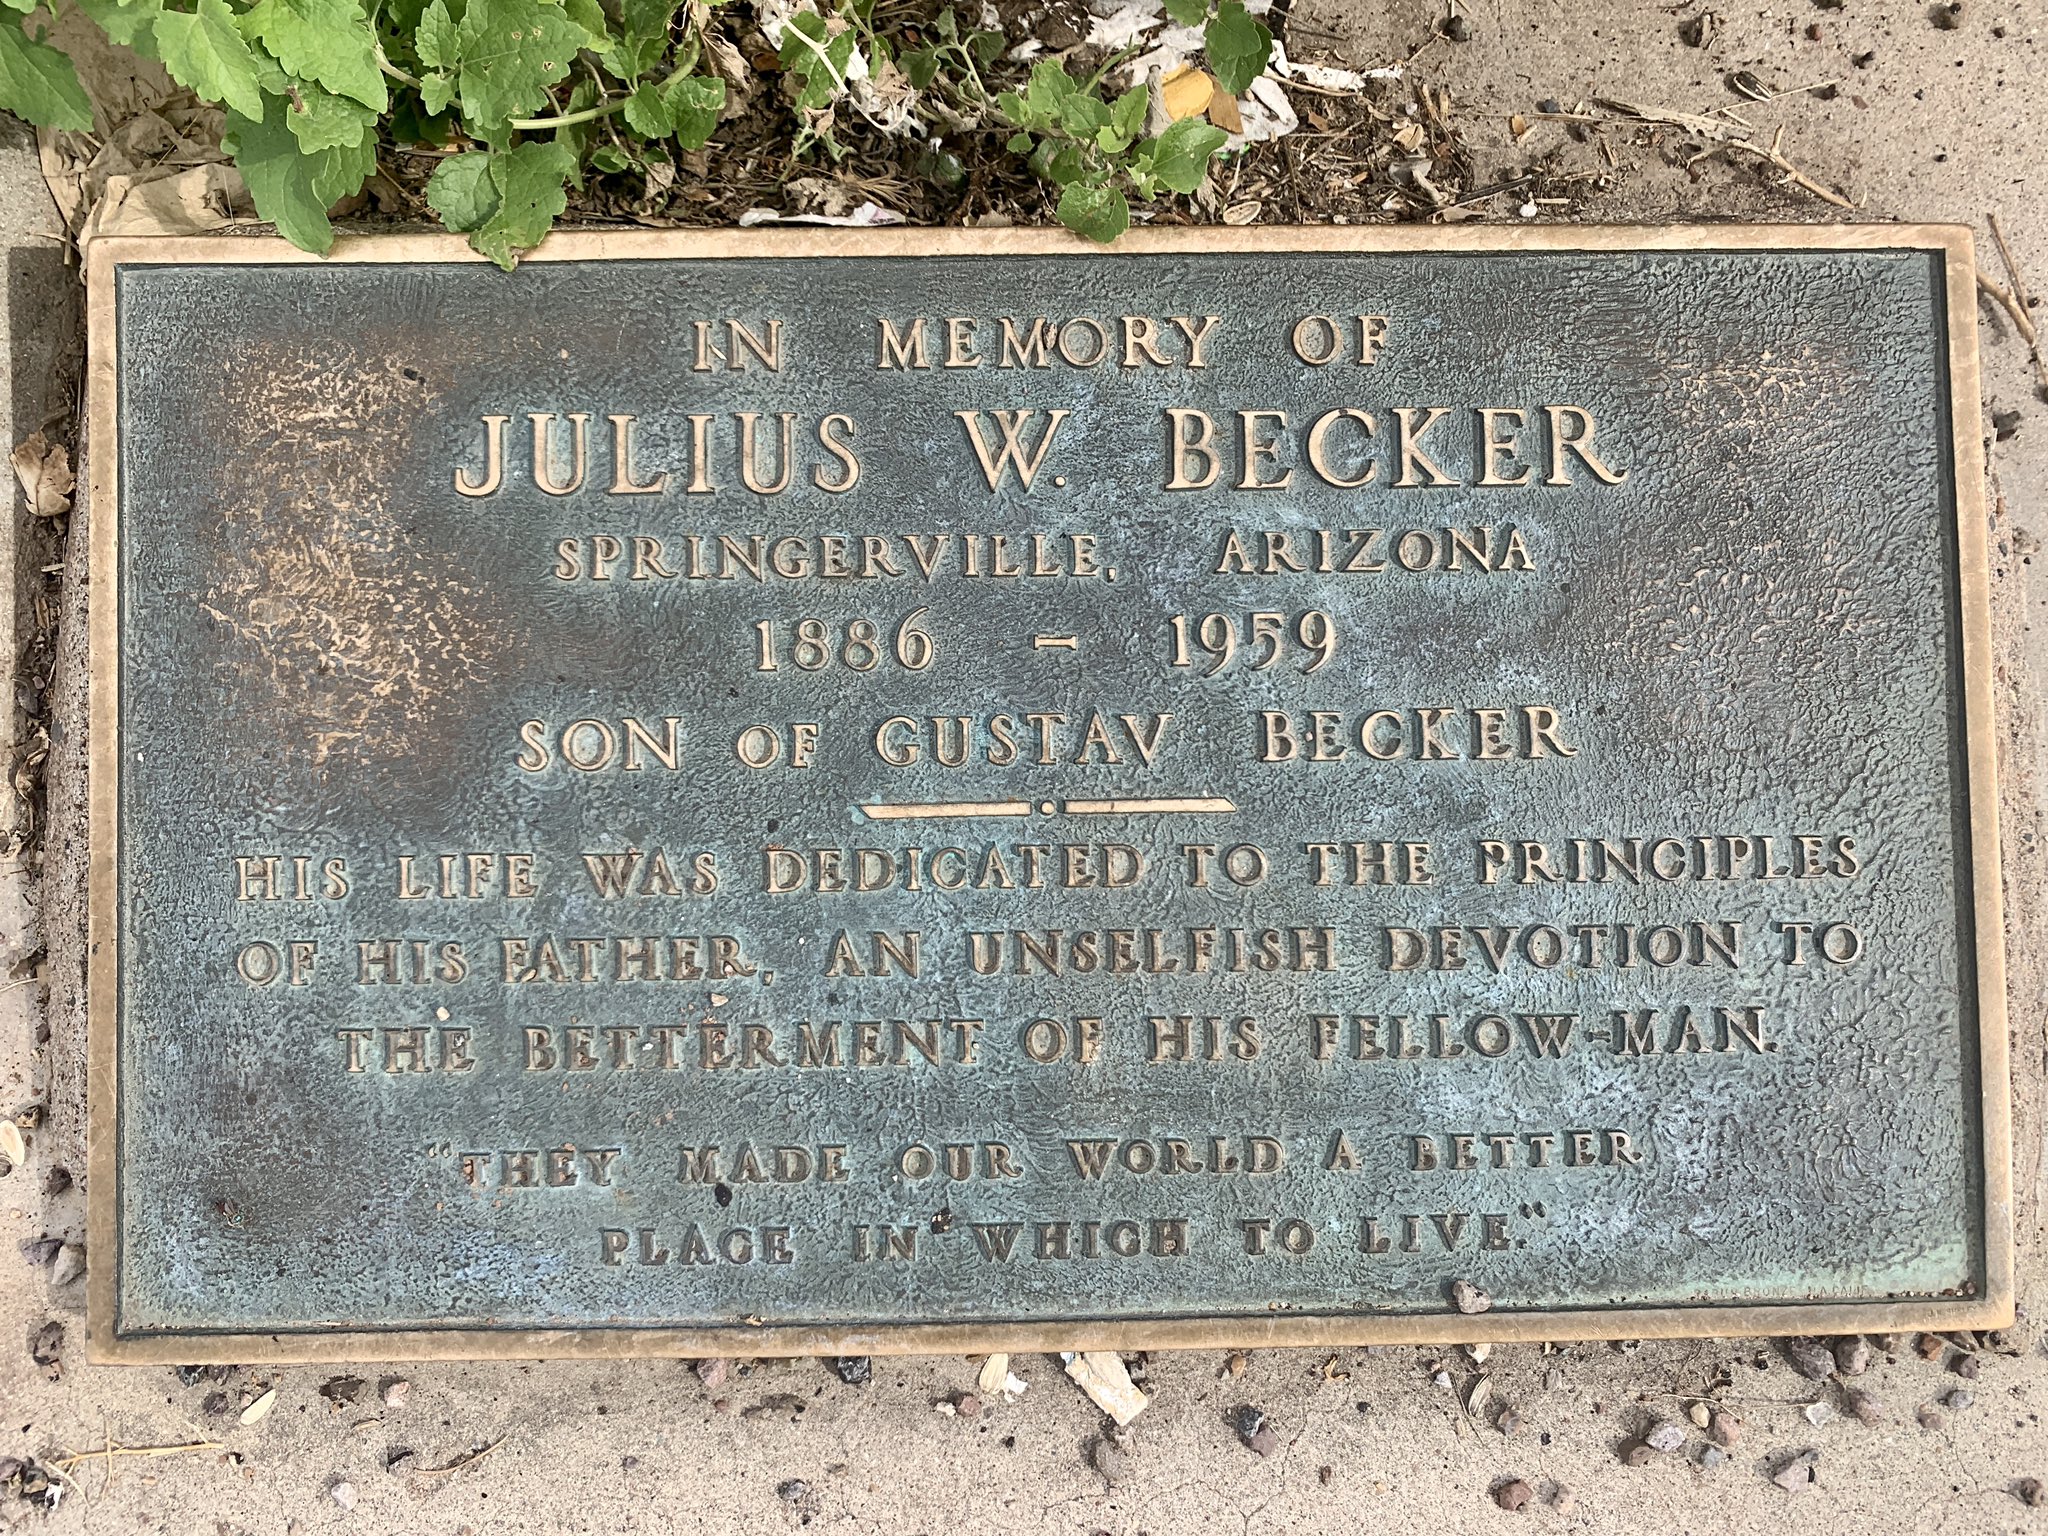 IN MEMORY OF
JULIUS W. BECKER
SPRINGERVILLE, ARIZONA
1886 - 1959
SON OF GUSTAV BECKER
HIS LIFE WAS DEDICATED TO THE PRINCIPLES
OF HIS FATHER, AN UNSELFISH DEVOTION TO
THE BETTERMENT OF HIS FELLOW-MAN.
"THEY MADE OUR WORLD A BETTER
PLACE IN WHICH TO LIVE."